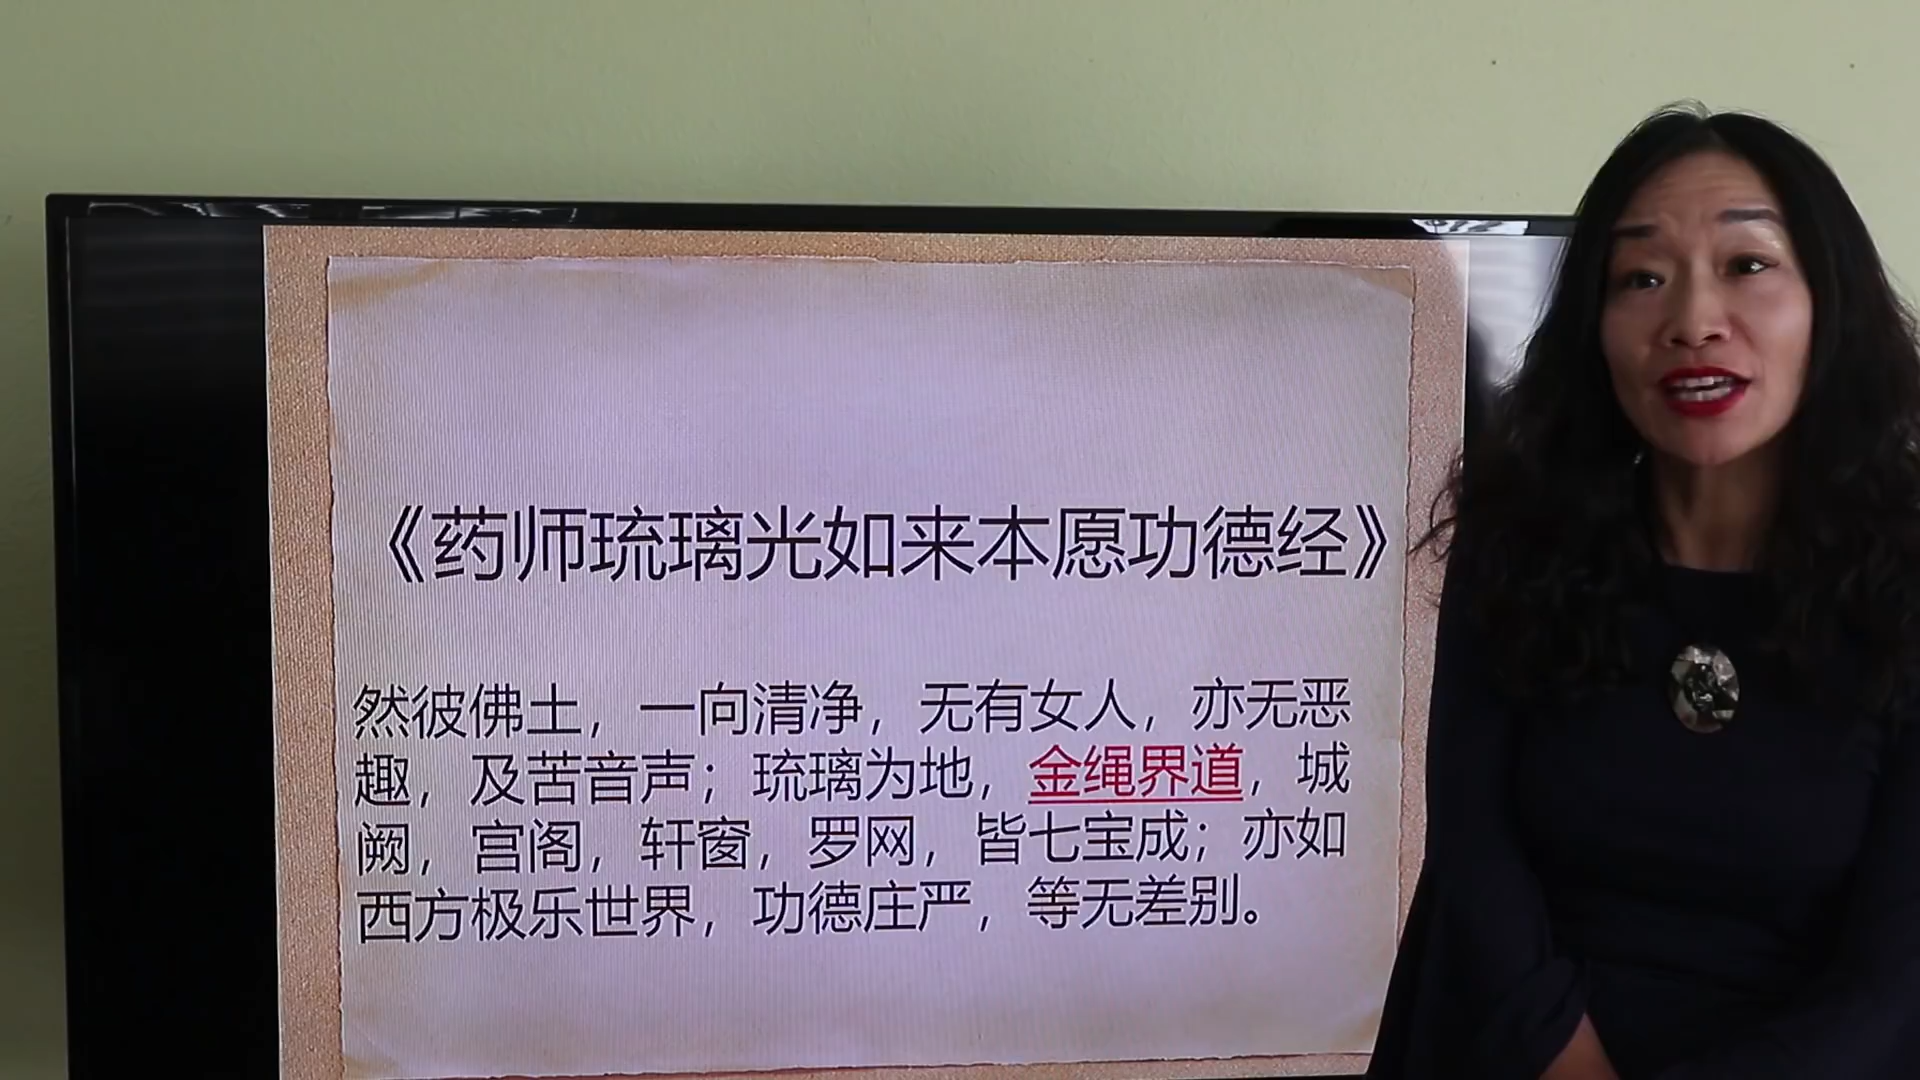 《药师琉璃光如来本愿功德经》
然彼佛土，一向清净，无有女人，亦无恶
趣，及苦音声；琉璃为地，金绳界道，城
阙，宫阁，轩窗，罗网，皆七宝成；亦如
西方极乐世界，功德庄严，等无差别。